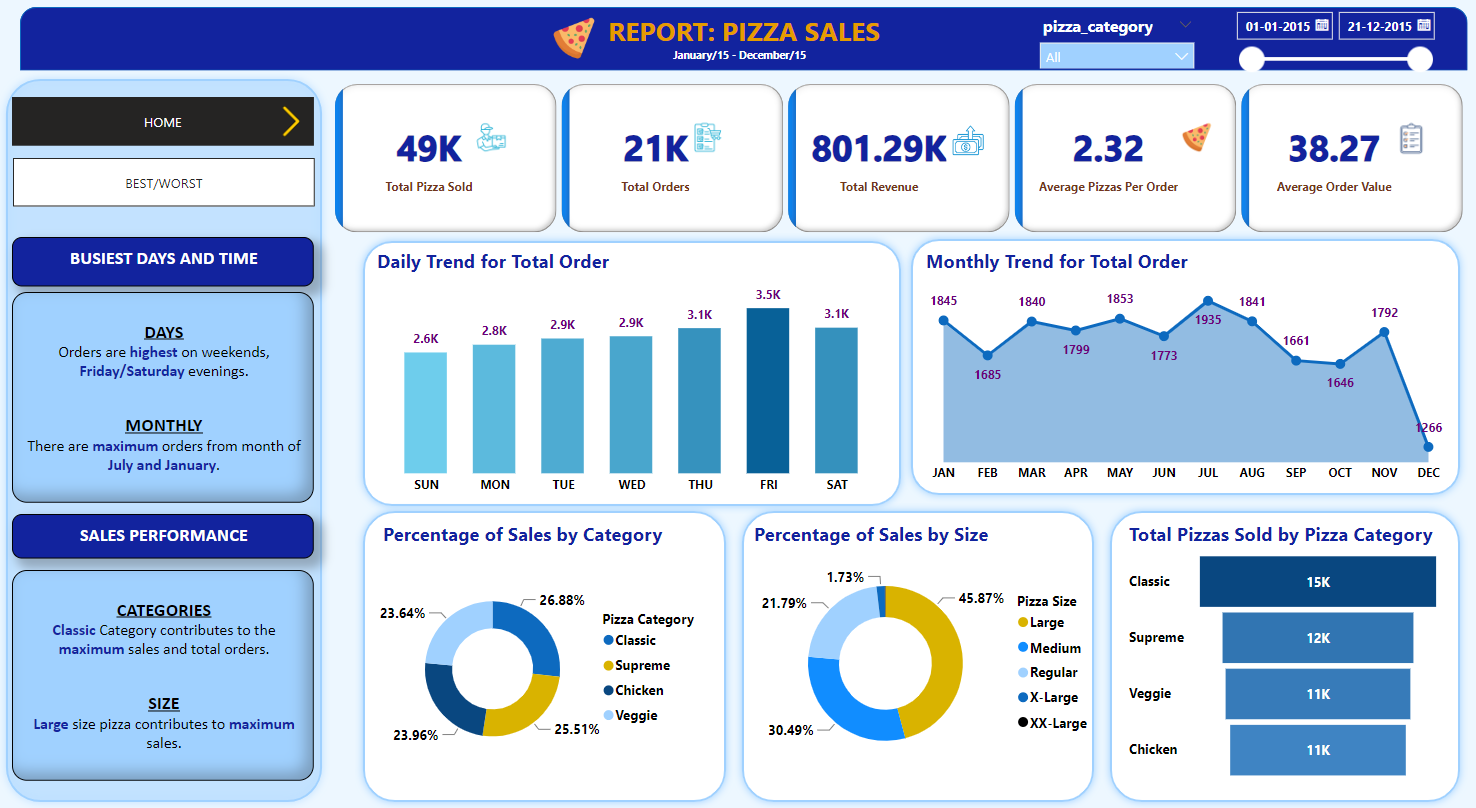 REPORT: PIZZA SALES
January/15 - December/15
pizza_category
All
01-01-2015
21-12-2015
HOME
BEST/WORST
BUSIEST DAYS AND TIME
DAYS
Orders are highest on weekends,
Friday/Saturday evenings.
MONTHLY
There are maximum orders from month of
July and January.
SALES PERFORMANCE
CATEGORIES
Classic Category contributes to the
maximum sales and total orders.
SIZE
Large size pizza contributes to maximum
sales.
49K
Total Pizza Sold
21K
Total Orders
801.29K
Total Revenue
2.32
Average Pizzas Per Order
38.27
Average Order Value
Daily Trend for Total Order
2.6K
2.8K
2.9K
2.9K
3.1K
3.5K
3.1K
SUN MON TUE WED THU FRI SAT
Monthly Trend for Total Order
1845
1685
1840
1799
1853
1773
1935
1841
1661
1646
1792
1266
JAN FEB MAR APR MAY JUN JUL AUG SEP OCT NOV DEC
Percentage of Sales by Category
26.88%
25.51%
23.96%
23.64%
Pizza Category
Classic
Supreme
Chicken
Veggie
Percentage of Sales by Size
45.87%
30.49%
21.79%
1.73%
Pizza Size
Large
Medium
Regular
X-Large
XX-Large
Total Pizzas Sold by Pizza Category
Classic 15K
Supreme 12K
Veggie 11K
Chicken 11K